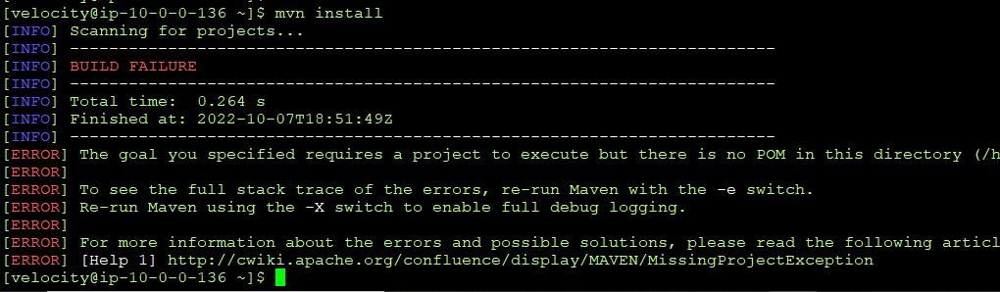 [velocity@ip-10-0-0-136 ~]$ mvn install
[INFO] Scanning for projects...
[INFO] ------------------------------------------------------------------------
[INFO] BUILD FAILURE
[INFO] ------------------------------------------------------------------------
[INFO] Total time:  0.264 s
[INFO] Finished at: 2022-10-07T18:51:49Z
[INFO] ------------------------------------------------------------------------
[ERROR] The goal you specified requires a project to execute but there is no POM in this directory (/h
[ERROR]
[ERROR] To see the full stack trace of the errors, re-run Maven with the -e switch.
[ERROR] Re-run Maven using the -X switch to enable full debug logging.
[ERROR]
[ERROR] For more information about the errors and possible solutions, please read the following articl
[ERROR] [Help 1] http://cwiki.apache.org/confluence/display/MAVEN/MissingProjectException
[velocity@ip-10-0-0-136 ~]$